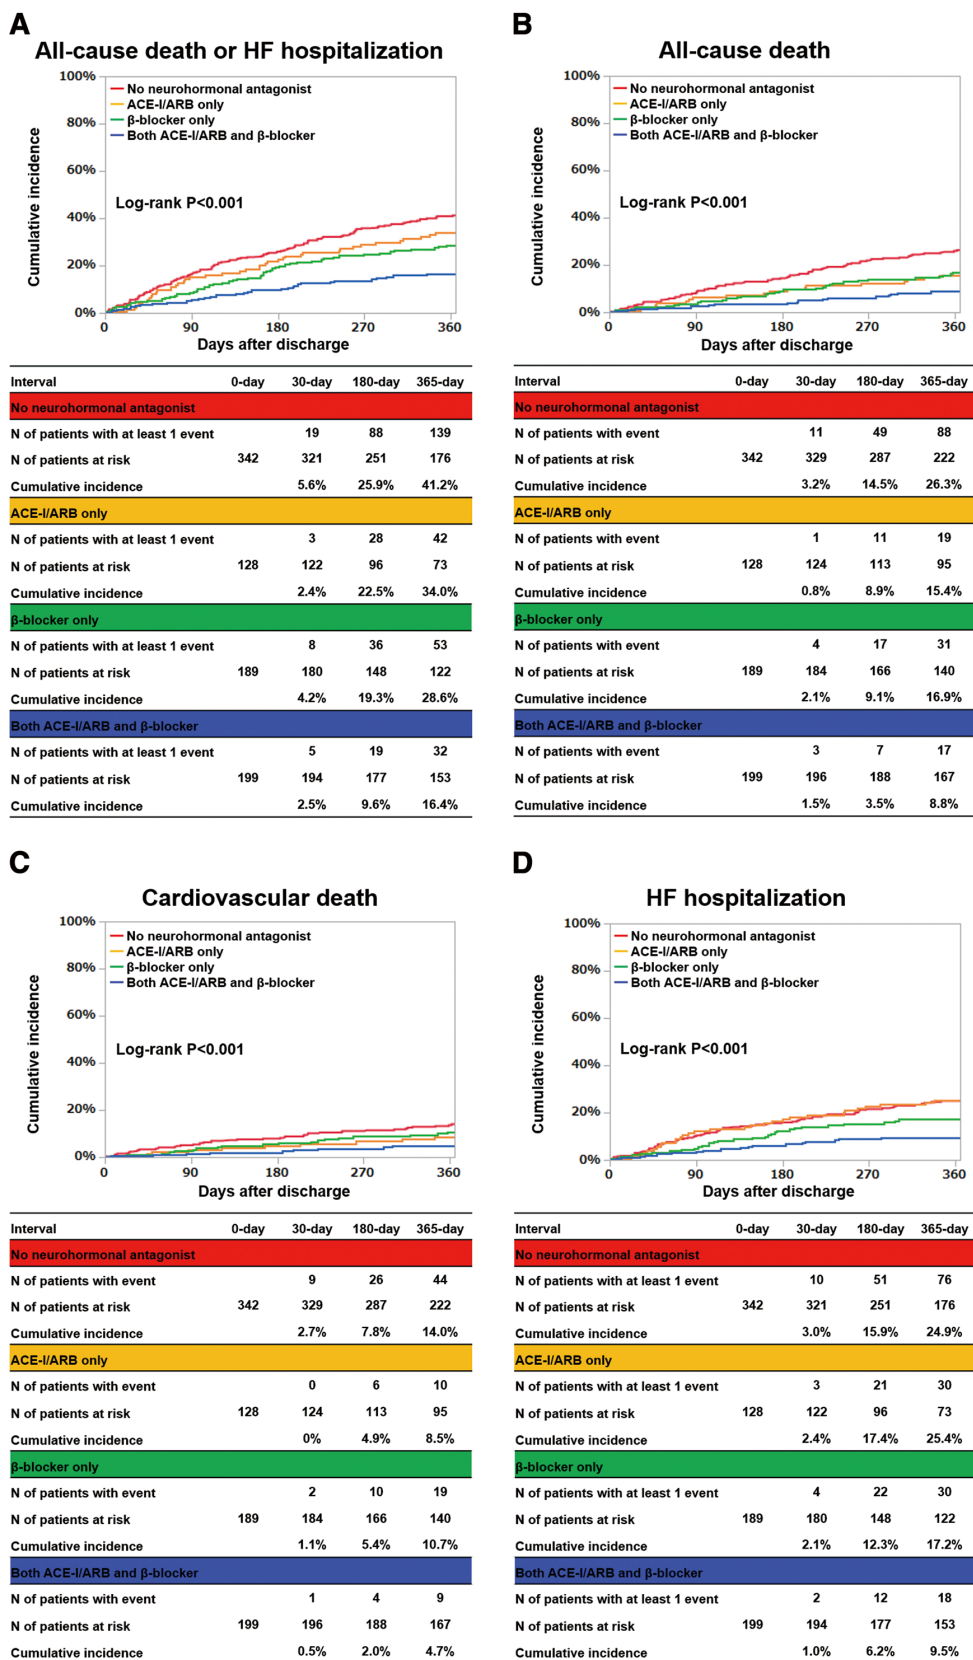 A
All-cause death or HF hospitalization
100%
80%
60%
40%
20%
0%
Cumulative incidence
No neurohormonal antagonist
ACE-I/ARB only
β-blocker only
Both ACE-I/ARB and β-blocker
Log-rank P<0.001
0 90 180 270 360
Days after discharge
Interval 0-day 30-day 180-day 365-day
No neurohormonal antagonist
N of patients with at least 1 event 19 88 139
N of patients at risk 342 321 251 176
Cumulative incidence 5.6% 25.9% 41.2%
ACE-I/ARB only
N of patients with at least 1 event 3 28 42
N of patients at risk 128 122 96 73
Cumulative incidence 2.4% 22.5% 34.0%
β-blocker only
N of patients with at least 1 event 8 36 53
N of patients at risk 189 180 148 122
Cumulative incidence 4.2% 19.3% 28.6%
Both ACE-I/ARB and β-blocker
N of patients with at least 1 event 5 19 32
N of patients at risk 199 194 177 153
Cumulative incidence 2.5% 9.6% 16.4%
B
All-cause death
100%
80%
60%
40%
20%
0%
Cumulative incidence
No neurohormonal antagonist
ACE-I/ARB only
β-blocker only
Both ACE-I/ARB and β-blocker
Log-rank P<0.001
0 90 180 270 360
Days after discharge
Interval 0-day 30-day 180-day 365-day
No neurohormonal antagonist
N of patients with event 11 49 88
N of patients at risk 342 329 287 222
Cumulative incidence 3.2% 14.5% 26.3%
ACE-I/ARB only
N of patients with event 1 11 19
N of patients at risk 128 124 113 95
Cumulative incidence 0.8% 8.9% 15.4%
β-blocker only
N of patients with event 4 17 31
N of patients at risk 189 184 166 140
Cumulative incidence 2.1% 9.1% 16.9%
Both ACE-I/ARB and β-blocker
N of patients with event 3 7 17
N of patients at risk 199 196 188 167
Cumulative incidence 1.5% 3.5% 8.8%
C
Cardiovascular death
100%
80%
60%
40%
20%
0%
Cumulative incidence
No neurohormonal antagonist
ACE-I/ARB only
β-blocker only
Both ACE-I/ARB and β-blocker
Log-rank P<0.001
0 90 180 270 360
Days after discharge
Interval 0-day 30-day 180-day 365-day
No neurohormonal antagonist
N of patients with event 9 26 44
N of patients at risk 342 329 287 222
Cumulative incidence 2.7% 7.8% 14.0%
ACE-I/ARB only
N of patients with event 0 6 10
N of patients at risk 128 124 113 95
Cumulative incidence 0% 4.9% 8.5%
β-blocker only
N of patients with event 2 10 19
N of patients at risk 189 184 166 140
Cumulative incidence 1.1% 5.4% 10.7%
Both ACE-I/ARB and β-blocker
N of patients with event 1 4 9
N of patients at risk 199 196 188 167
Cumulative incidence 0.5% 2.0% 4.7%
D
HF hospitalization
100%
80%
60%
40%
20%
0%
Cumulative incidence
No neurohormonal antagonist
ACE-I/ARB only
β-blocker only
Both ACE-I/ARB and β-blocker
Log-rank P<0.001
0 90 180 270 360
Days after discharge
Interval 0-day 30-day 180-day 365-day
No neurohormonal antagonist
N of patients with at least 1 event 10 51 76
N of patients at risk 342 321 251 176
Cumulative incidence 3.0% 15.9% 24.9%
ACE-I/ARB only
N of patients with at least 1 event 3 21 30
N of patients at risk 128 122 96 73
Cumulative incidence 2.4% 17.4% 25.4%
β-blocker only
N of patients with at least 1 event 4 22 30
N of patients at risk 189 180 148 122
Cumulative incidence 2.1% 12.3% 17.2%
Both ACE-I/ARB and β-blocker
N of patients with at least 1 event 2 12 18
N of patients at risk 199 194 177 153
Cumulative incidence 1.0% 6.2% 9.5%